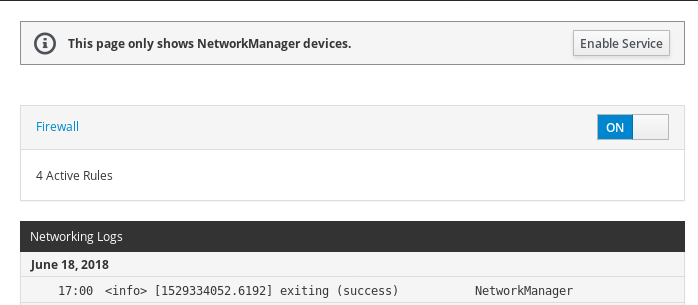 This page only shows NetworkManager devices. Enable Service
Firewall ON
4 Active Rules
Networking Logs
June 18, 2018
17:00 <info> [1529334052.6192] exiting (success) NetworkManager